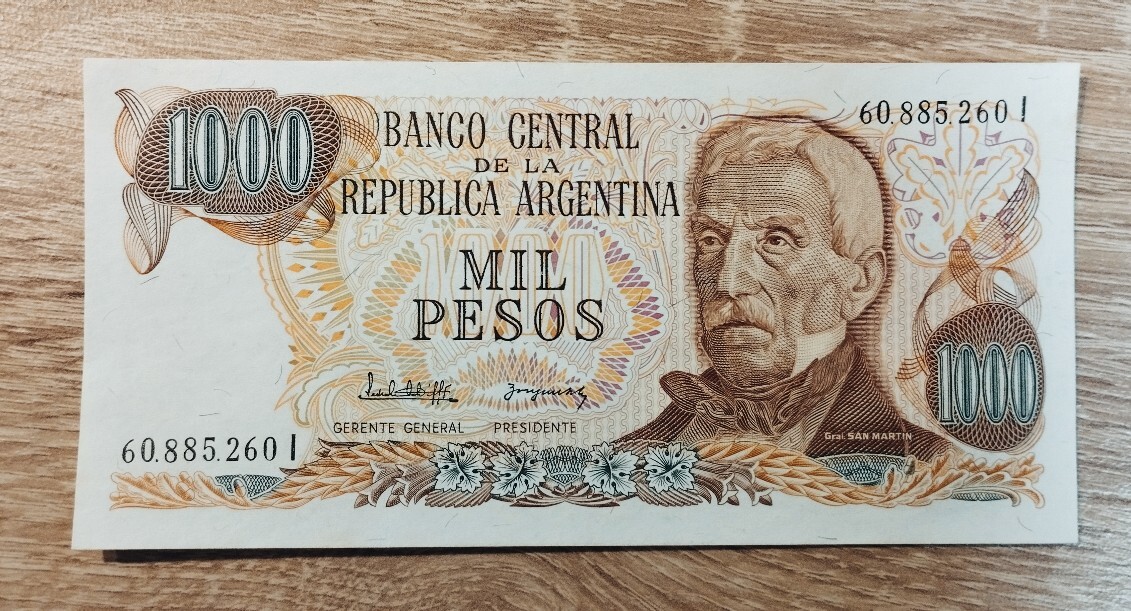 1000
60.885.260 I
BANCO CENTRAL
DE LA
REPUBLICA ARGENTINA
MIL
PESOS
1000
GERENTE GENERAL PRESIDENTE
Gral. SAN MARTIN
60.885.260 I